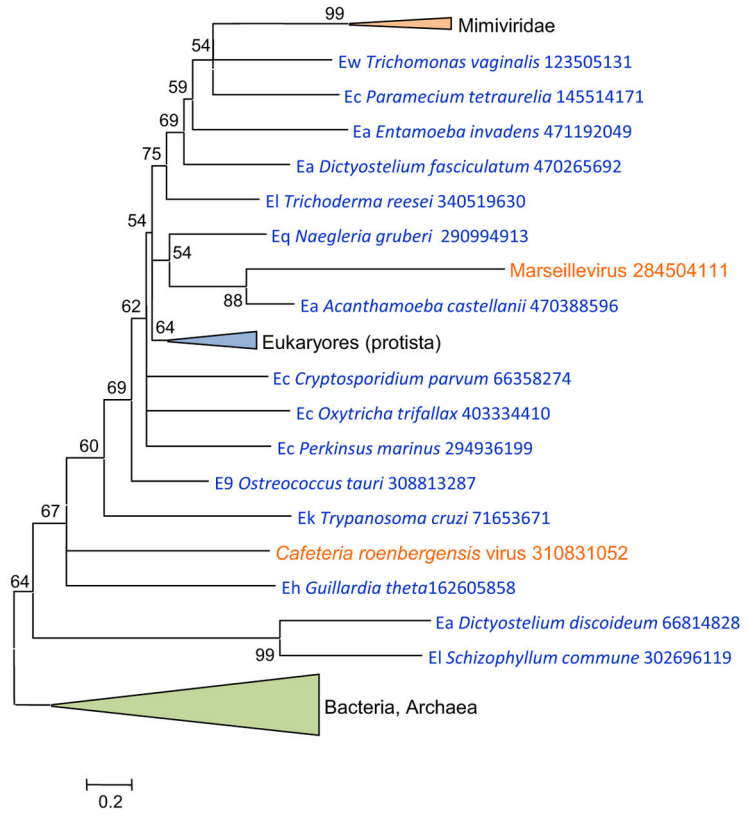 99
Mimiviridae
54
Ew Trichomonas vaginalis 123505131
59
Ec Paramecium tetraurelia 145514171
69
Ea Entamoeba invadens 471192049
75
Ea Dictyostelium fasciculatum 470265692
El Trichoderma reesei 340519630
54
Eq Naegleria gruberi 290994913
54
Marseillevirus 284504111
88
Ea Acanthamoeba castellanii 470388596
62
64
Eukaryores (protista)
Ec Cryptosporidium parvum 66358274
69
Ec Oxytricha trifallax 403334410
60
Ec Perkinsus marinus 294936199
E9 Ostreococcus tauri 308813287
67
Ek Trypanosoma cruzi 71653671
Cafeteria roenbergensis virus 310831052
64
Eh Guillardia theta162605858
Ea Dictyostelium discoideum 66814828
99
El Schizophyllum commune 302696119
Bacteria, Archaea
0.2